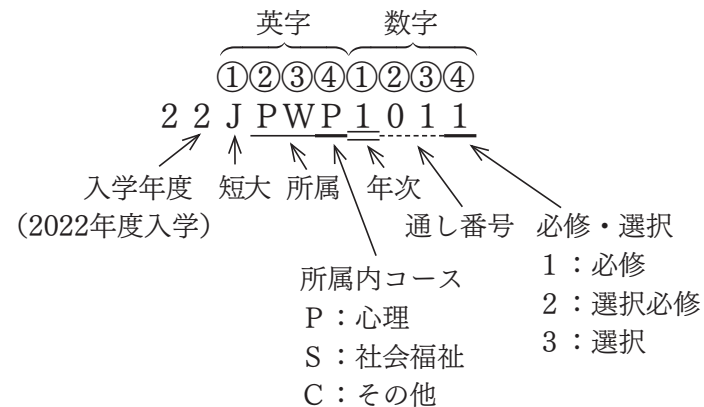 英字 数字
①②③④①②③④
22JPWP1011
入学年度 短大 所属 年次
（2022年度入学）
通し番号 必修・選択
1：必修
2：選択必修
3：選択
所属内コース
P：心理
S：社会福祉
C：その他